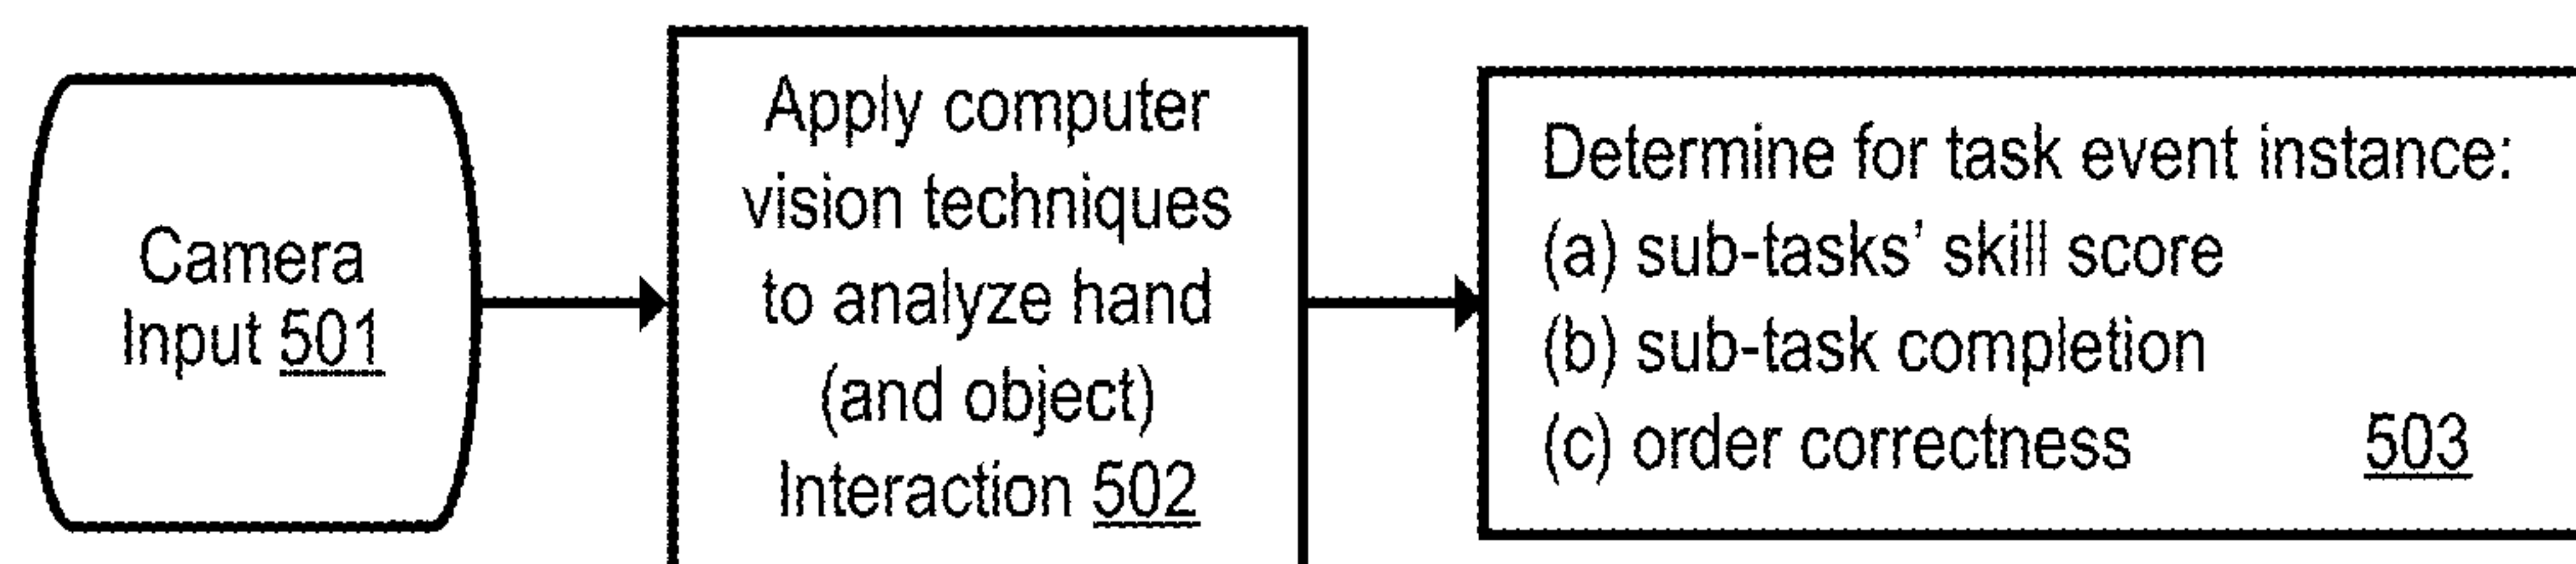 Camera
Input 501
Apply computer
vision techniques
to analyze hand
(and object)
Interaction 502
Determine for task event instance:
(a) sub-tasks’ skill score
(b) sub-task completion
(c) order correctness 503